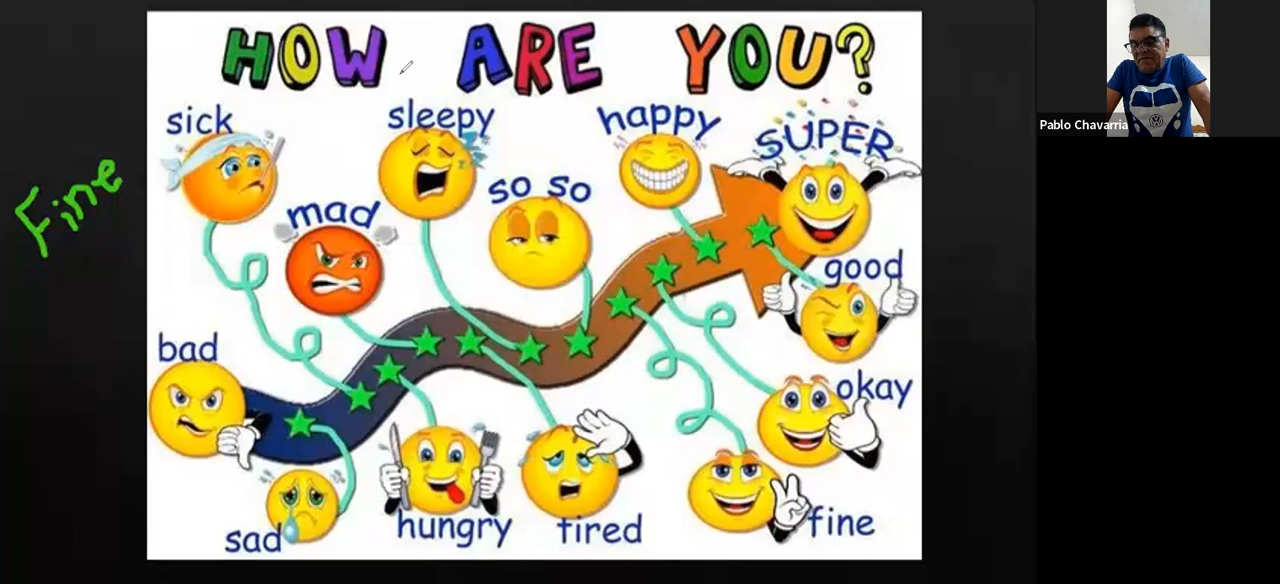 HOW ARE YOU?
sick
sleepy
happy
SUPER
mad
so so
good
bad
okay
sad
hungry
tired
fine
Fine
Pablo Chavarria